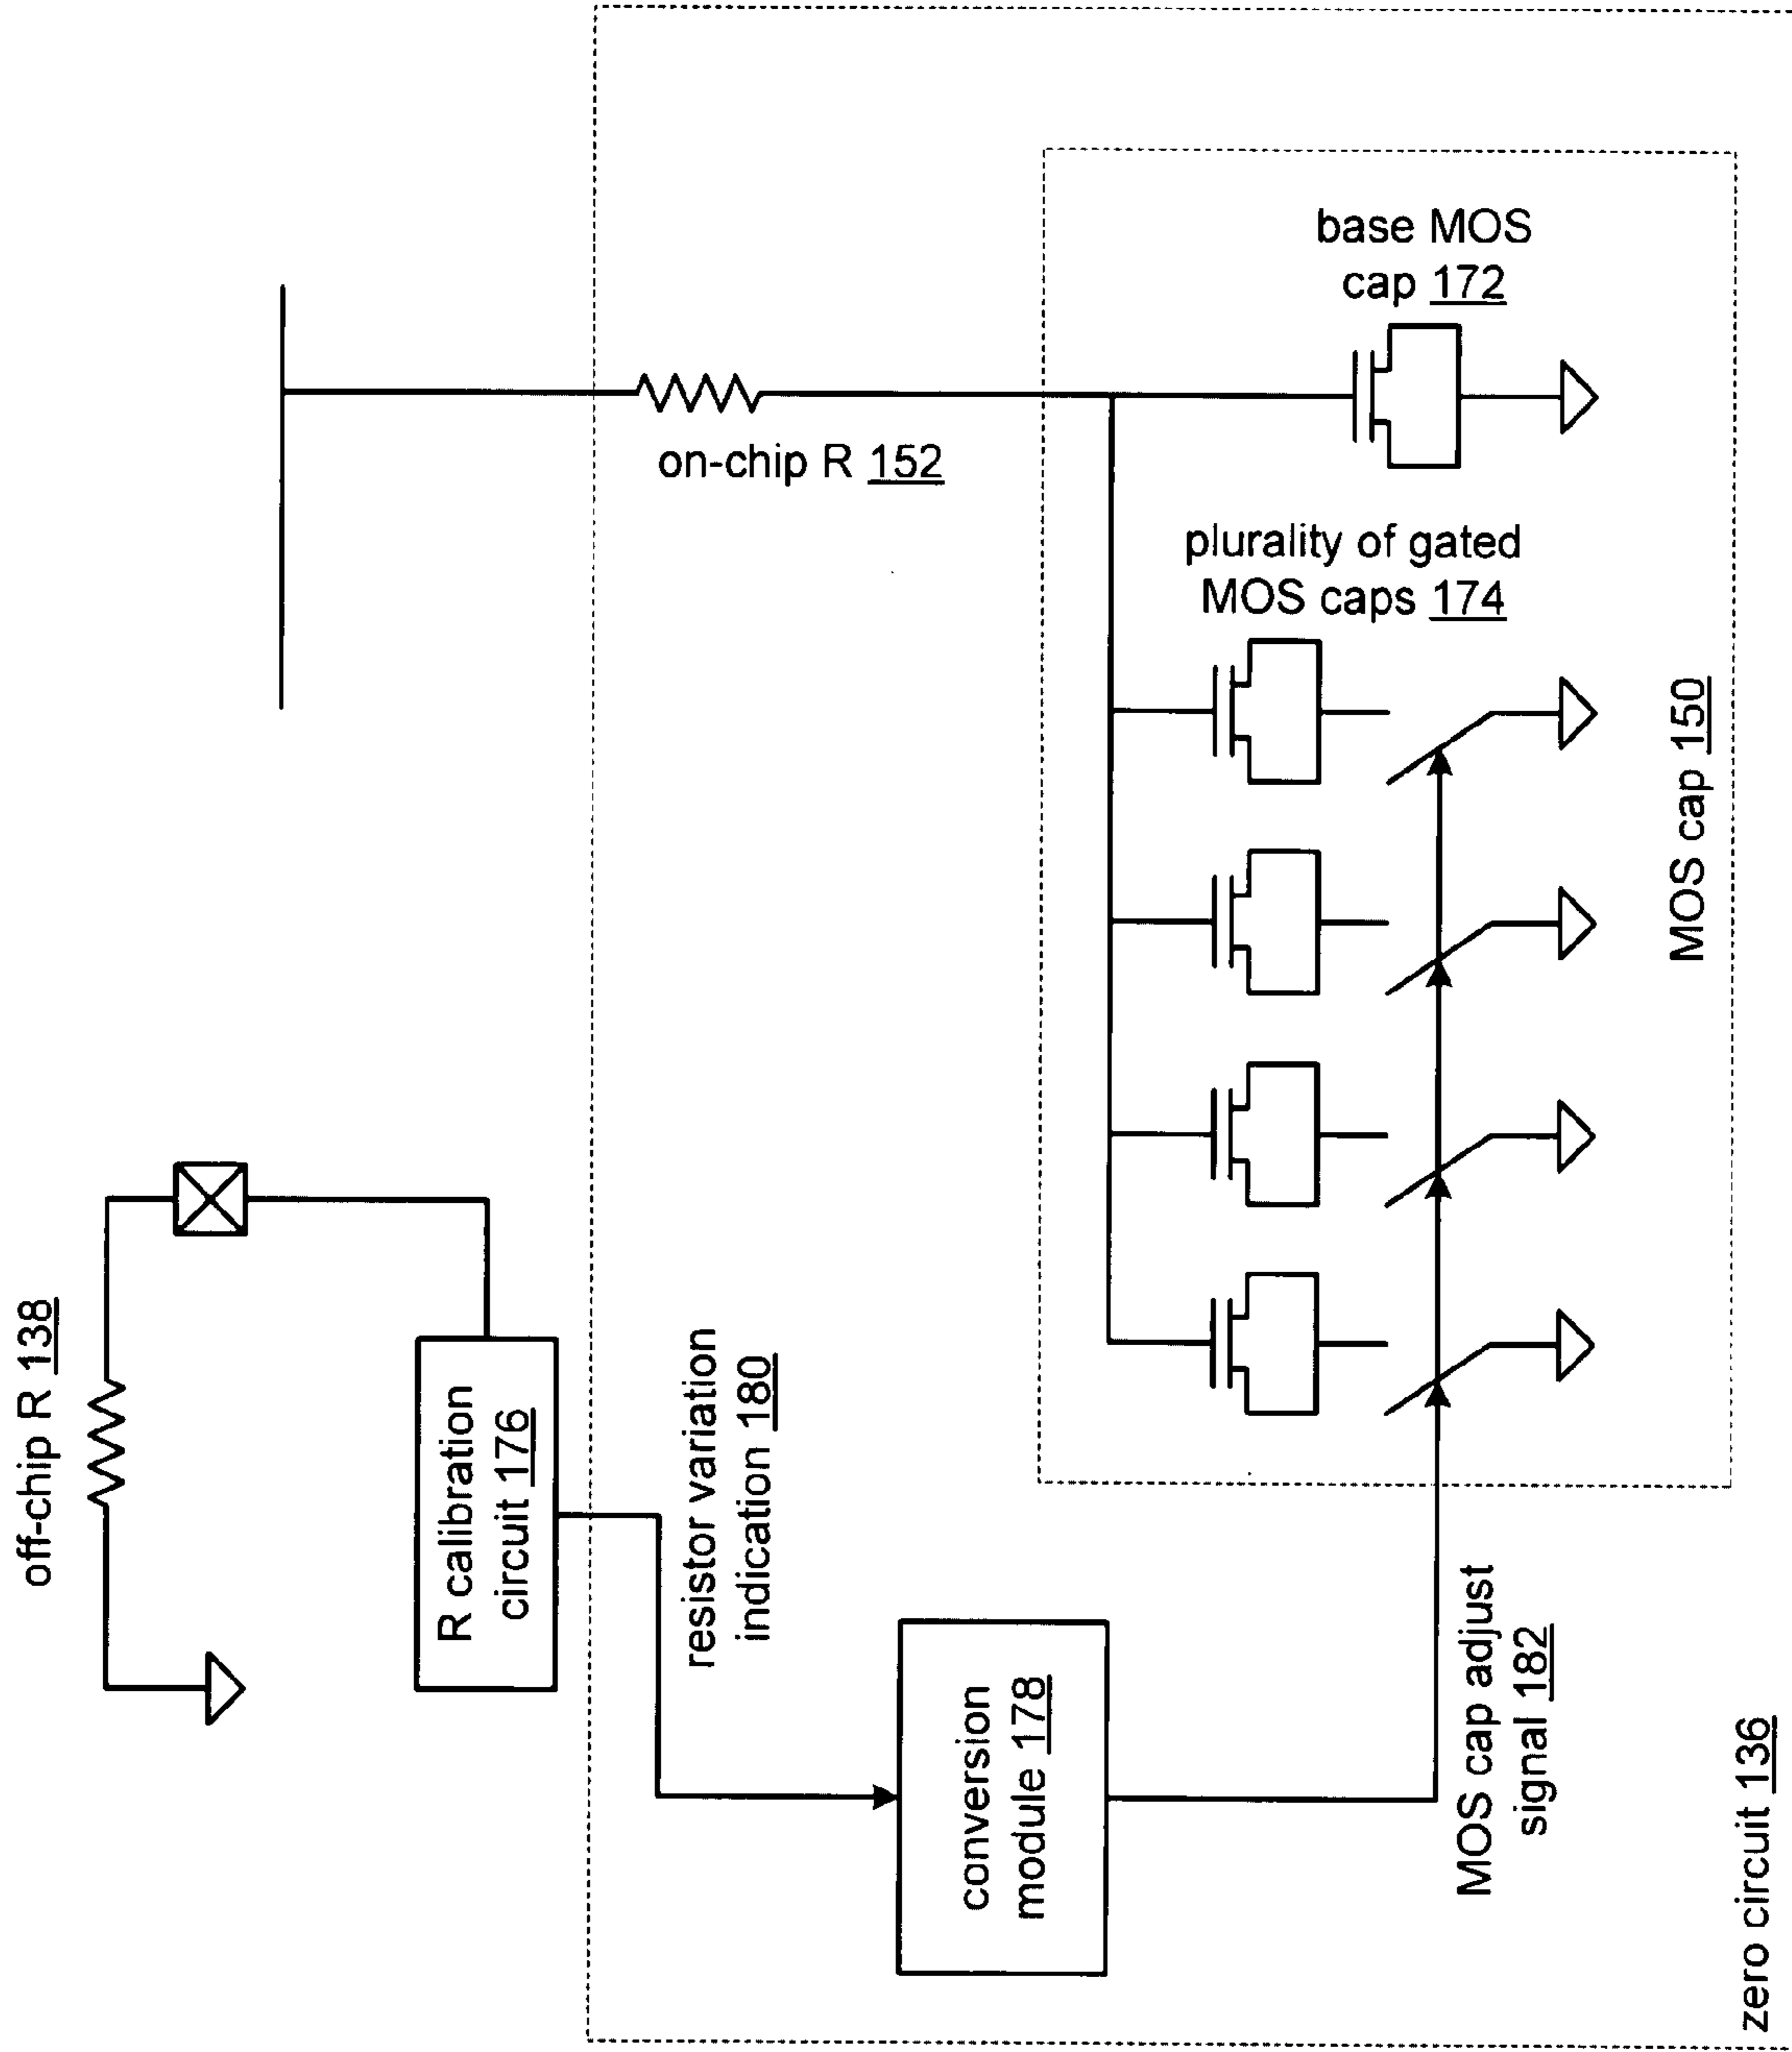 off-chip R 138
R calibration
circuit 176
resistor variation
indication 180
conversion
module 178
MOS cap adjust
signal 182
zero circuit 136
on-chip R 152
plurality of gated
MOS caps 174
base MOS
cap 172
MOS cap 150